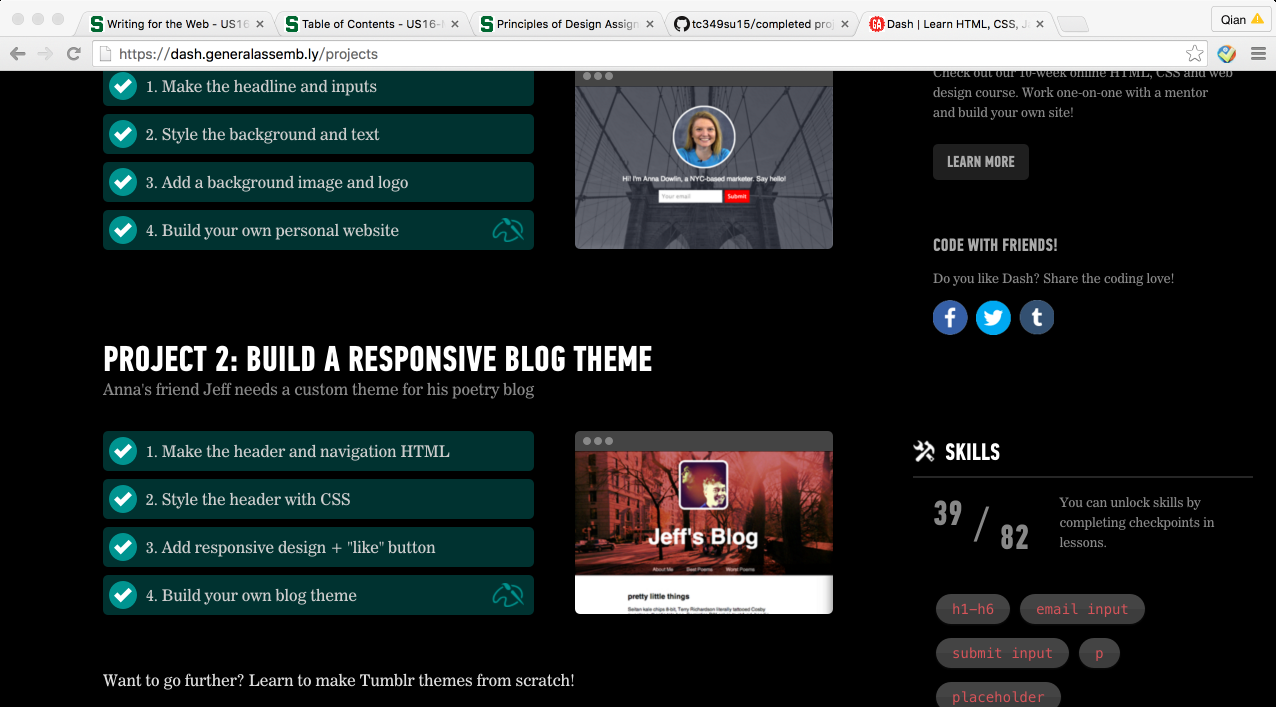 Writing for the Web - US16
Table of Contents - US16-
Principles of Design Assign
tc349su15/completed proj
Dash | Learn HTML, CSS, J
Qian
https://dash.generalassemb.ly/projects
1. Make the headline and inputs
2. Style the background and text
3. Add a background image and logo
4. Build your own personal website
Hi! I'm Anna Dowlin, a NYC-based marketer. Say hello!
Your email
Submit
Check out our 10-week online HTML, CSS and web
design course. Work one-on-one with a mentor
and build your own site!
LEARN MORE
CODE WITH FRIENDS!
Do you like Dash? Share the coding love!
PROJECT 2: BUILD A RESPONSIVE BLOG THEME
Anna's friend Jeff needs a custom theme for his poetry blog
1. Make the header and navigation HTML
2. Style the header with CSS
3. Add responsive design + "like" button
4. Build your own blog theme
Jeff's Blog
About Me Best Poems Worst Poems
pretty little things
Seitan kale chips 8-bit, Terry Richardson literally tattooed Cosby
SKILLS
39 / 82
You can unlock skills by
completing checkpoints in
lessons.
h1-h6
email input
submit input
p
placeholder
Want to go further? Learn to make Tumblr themes from scratch!